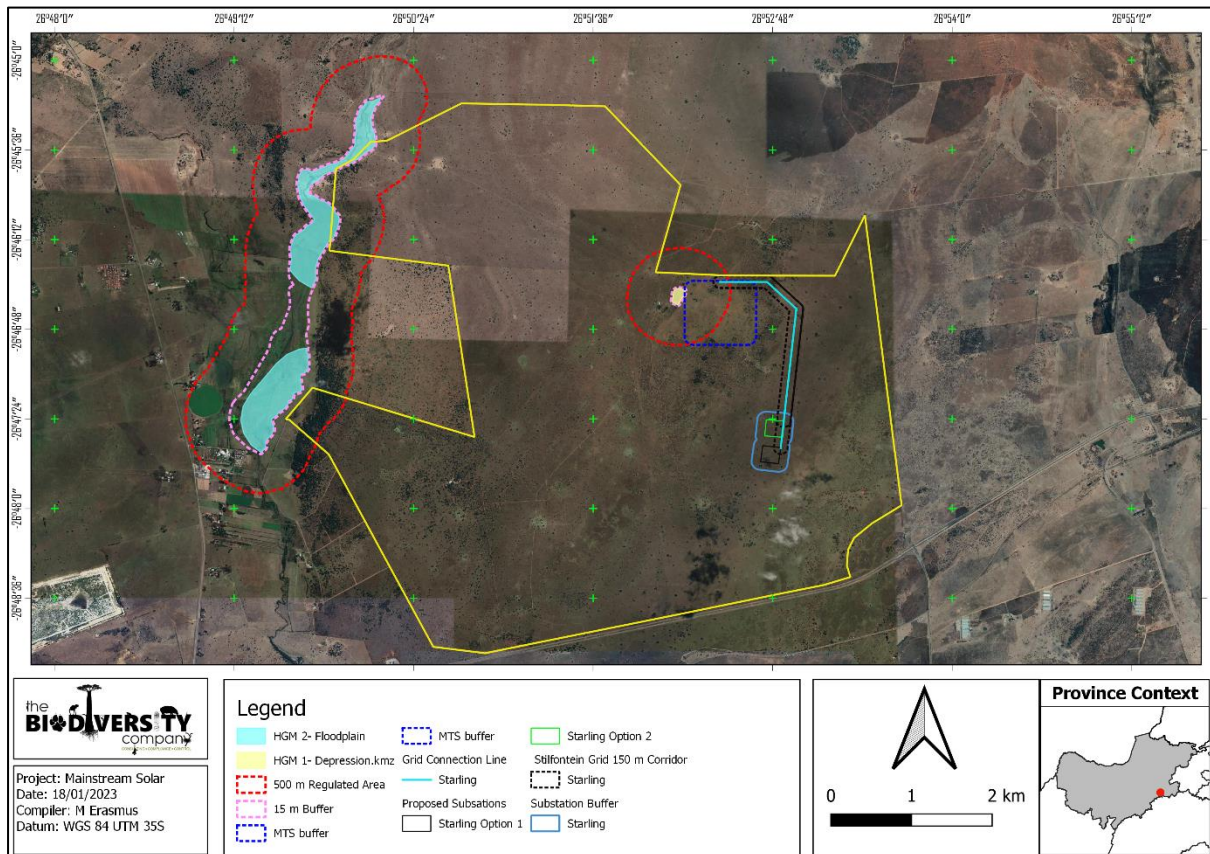 26°48'0" 26°49'12" 26°50'24" 26°51'36" 26°52'48" 26°54'0" 26°55'12"
-26°45'0"
-26°45'36"
-26°46'12"
-26°46'48"
-26°47'24"
-26°48'0"
-26°48'36"
the
BIODIVERSITY
company
Project: Mainstream Solar
Date: 18/01/2023
Compiler: M Erasmus
Datum: WGS 84 UTM 35S
Legend
HGM 2- Floodplain
HGM 1- Depression.kmz
500 m Regulated Area
15 m Buffer
MTS buffer
MTS buffer
Grid Connection Line
Starling
Proposed Subsations
Starling Option 1
Starling Option 2
Stilfontein Grid 150 m Corridor
Starling
Substation Buffer
Starling
0 1 2 km
Province Context